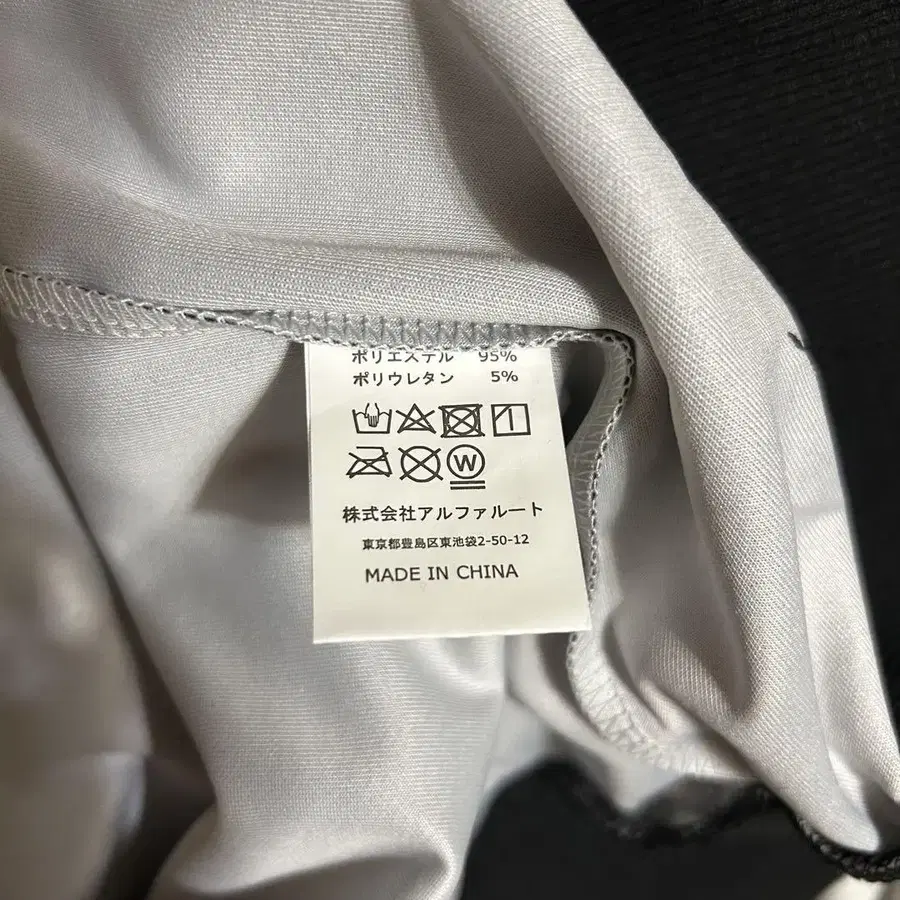 ポリエステル 95%
ポリウレタン 5%
W
株式会社アルファルート
東京都豊島区東池袋2-50-12
MADE IN CHINA